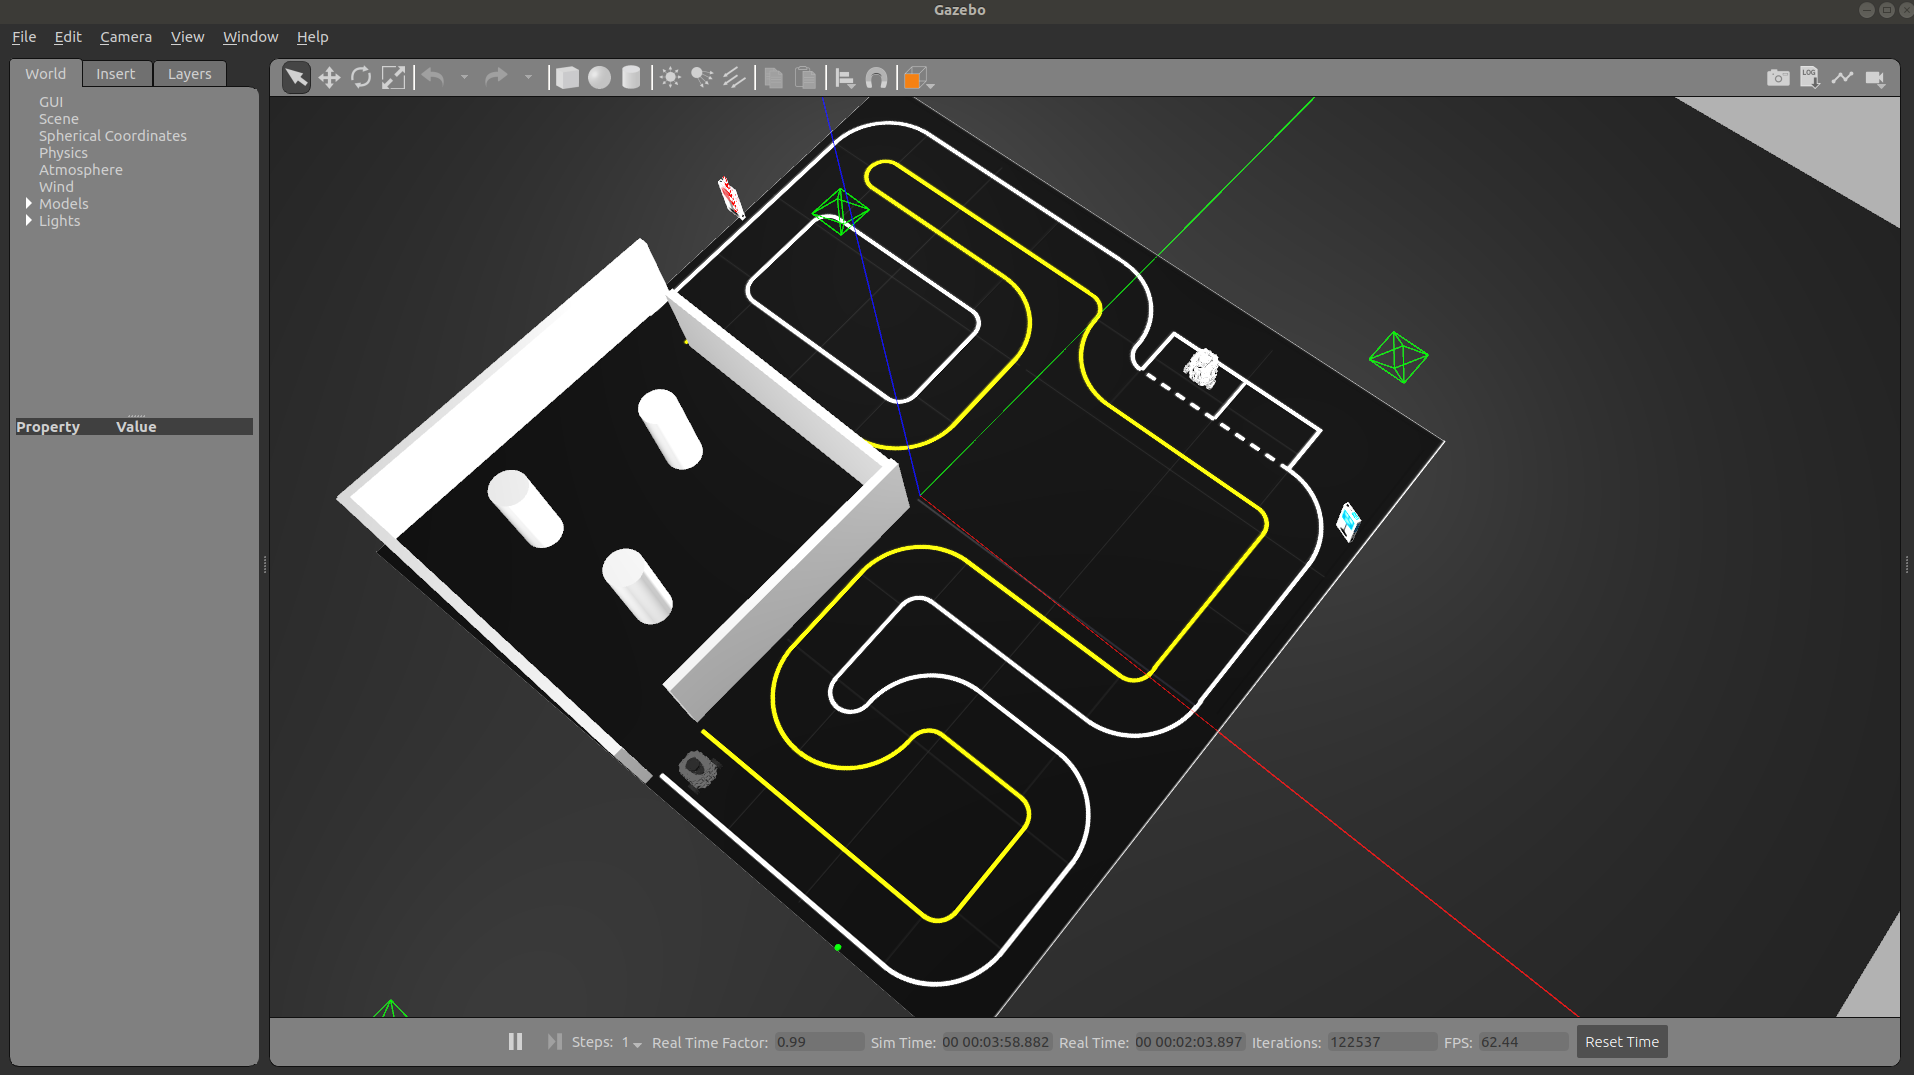 Gazebo
File Edit Camera View Window Help
World Insert Layers
GUI
Scene
Spherical Coordinates
Physics
Atmosphere
Wind
Models
Lights
Property Value
LOG
Steps: 1 Real Time Factor: 0.99 Sim Time: 00 00:03:58.882 Real Time: 00 00:02:03.897 Iterations: 122537 FPS: 62.44 Reset Time